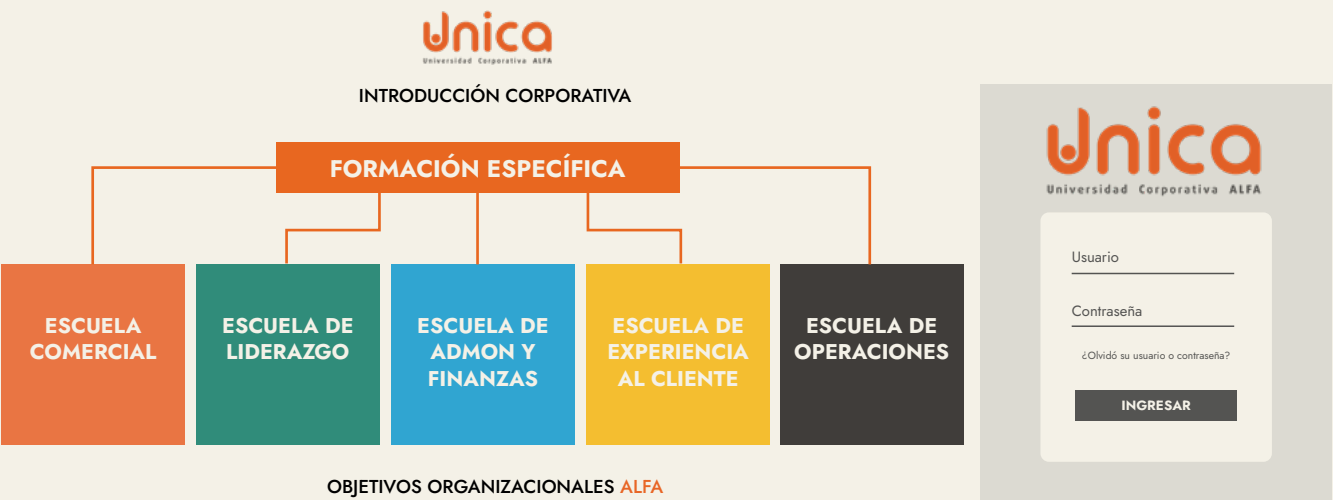 Unica
Universidad Corporativa ALFA
INTRODUCCIÓN CORPORATIVA
FORMACIÓN ESPECÍFICA
ESCUELA
COMERCIAL
ESCUELA DE
LIDERAZGO
ESCUELA DE
ADMON Y
FINANZAS
ESCUELA DE
EXPERIENCIA
AL CLIENTE
ESCUELA DE
OPERACIONES
OBJETIVOS ORGANIZACIONALES ALFA
Unica
Universidad Corporativa ALFA
Usuario
Contraseña
¿Olvidó su usuario o contraseña?
INGRESAR